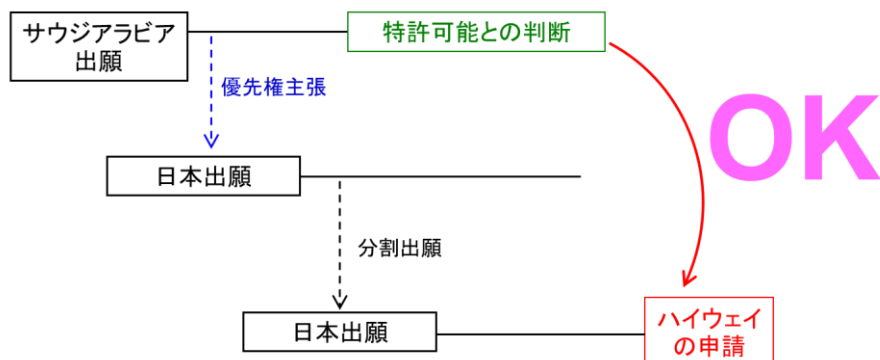 サウジアラビア
出願
特許可能との判断
優先権主張
OK
日本出願
分割出願
日本出願
ハイウェイ
の申請